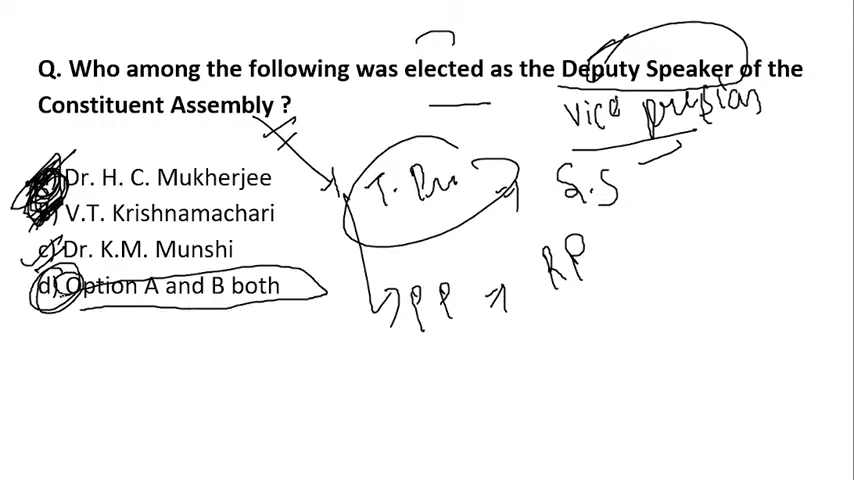 Q. Who among the following was elected as the Deputy Speaker of the
Constituent Assembly ?
vice
Dr. H. C. Mukherjee
T.
S.S
V.T. Krishnamachari
c) Dr. K.M. Munshi
RP
d) Option A and B both
PP